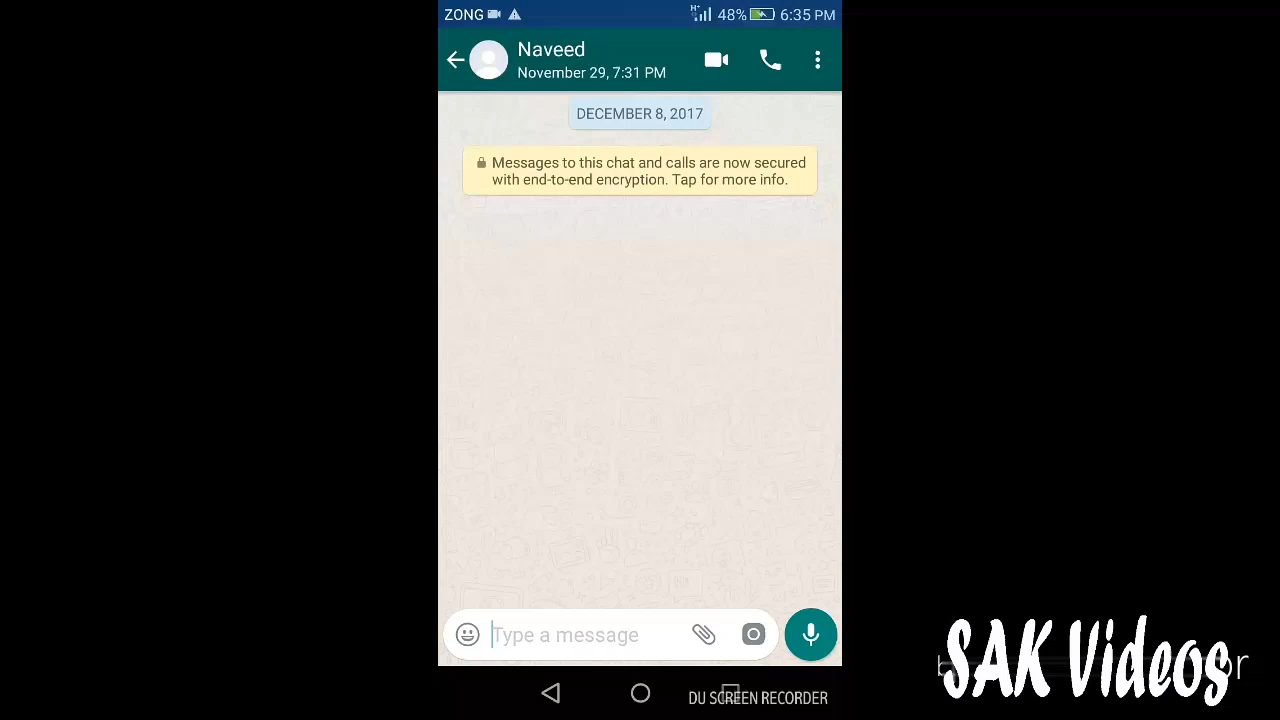 ZONG
48%
6:35 PM
Naveed
November 29, 7:31 PM
DECEMBER 8, 2017
Messages to this chat and calls are now secured
with end-to-end encryption. Tap for more info.
Type a message
DU SCREEN RECORDER
SAK Videos